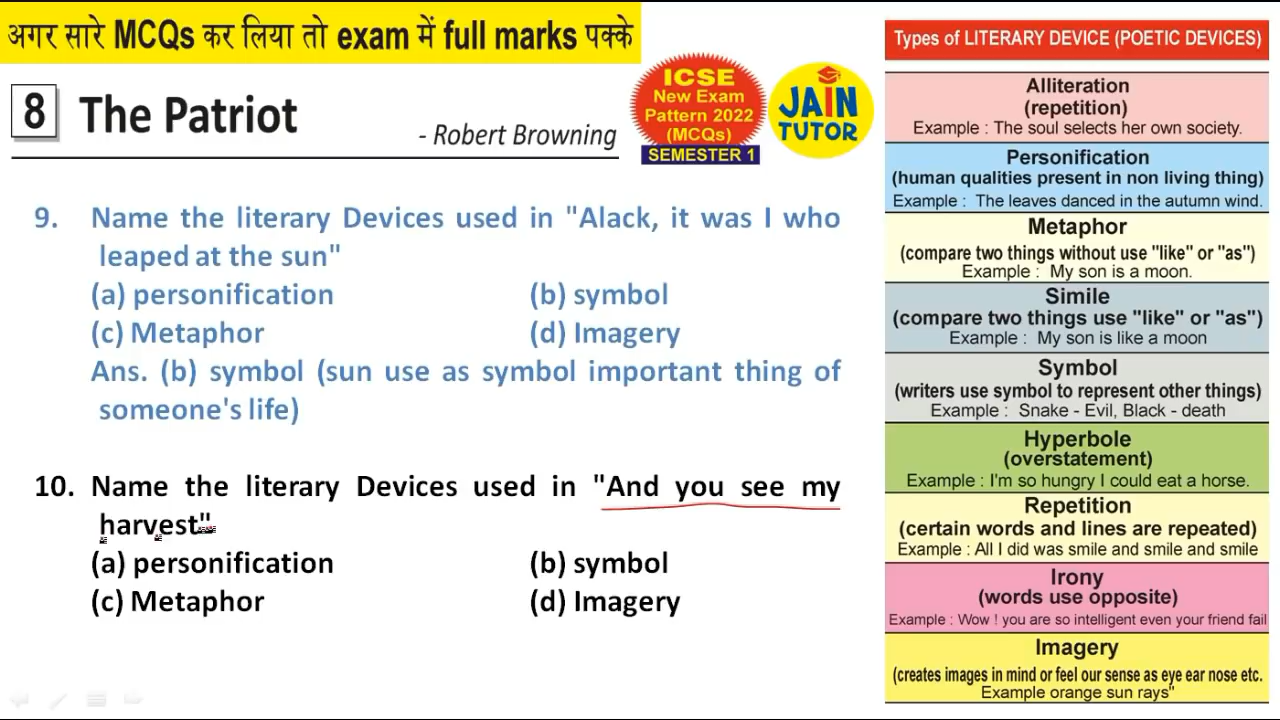 अगर सारे MCQs कर लिया तो exam में full marks पक्के
8 The Patriot
- Robert Browning
ICSE
New Exam
Pattern 2022
(MCQs)
SEMESTER 1
JAIN
TUTOR
9. Name the literary Devices used in "Alack, it was I who
leaped at the sun"
(a) personification (b) symbol
(c) Metaphor (d) Imagery
Ans. (b) symbol (sun use as symbol important thing of
someone's life)
10. Name the literary Devices used in "And you see my
harvest"
(a) personification (b) symbol
(c) Metaphor (d) Imagery
Types of LITERARY DEVICE (POETIC DEVICES)
Alliteration
(repetition)
Example : The soul selects her own society.
Personification
(human qualities present in non living thing)
Example : The leaves danced in the autumn wind.
Metaphor
(compare two things without use "like" or "as")
Example : My son is a moon.
Simile
(compare two things use "like" or "as")
Example : My son is like a moon
Symbol
(writers use symbol to represent other things)
Example : Snake - Evil, Black - death
Hyperbole
(overstatement)
Example : I'm so hungry I could eat a horse.
Repetition
(certain words and lines are repeated)
Example : All I did was smile and smile and smile
Irony
(words use opposite)
Example : Wow ! you are so intelligent even your friend fail
Imagery
(creates images in mind or feel our sense as eye ear nose etc.
Example orange sun rays"